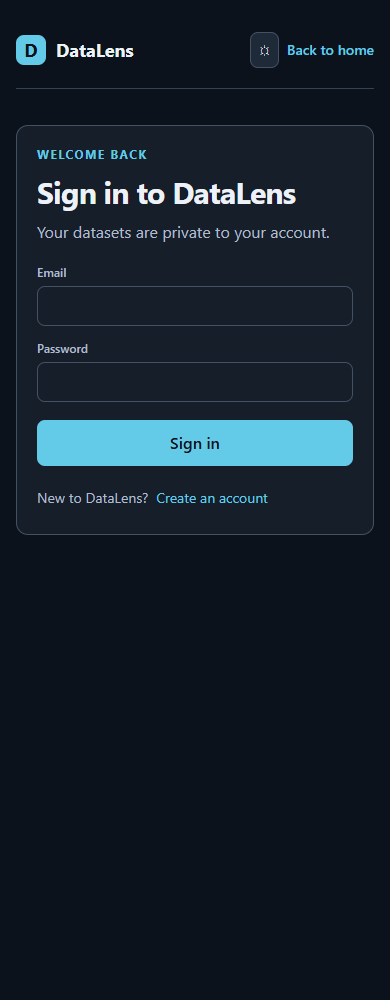 D DataLens Back to home
WELCOME BACK
Sign in to DataLens
Your datasets are private to your account.
Email
Password
Sign in
New to DataLens? Create an account